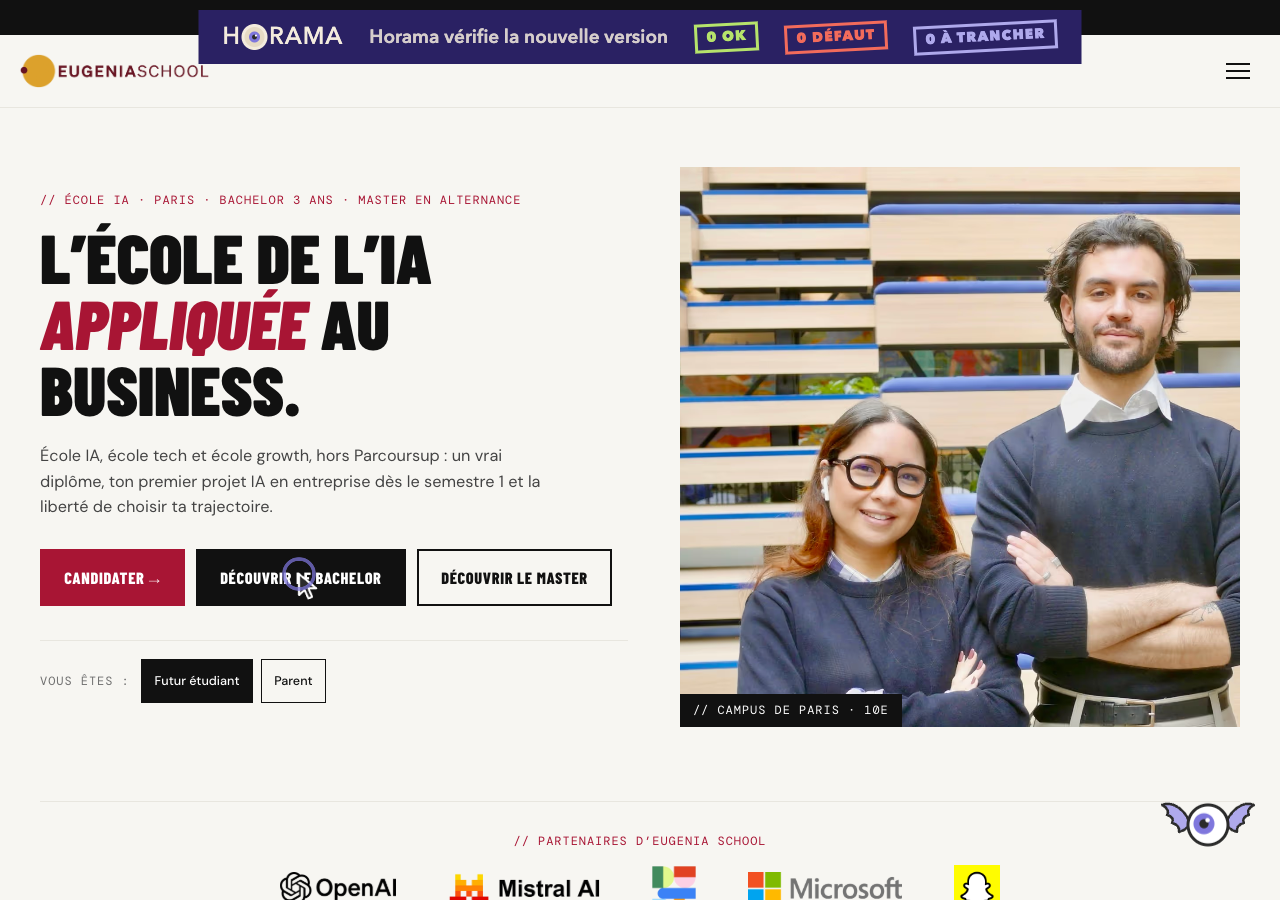 HORAMA
Horama vérifie la nouvelle version
0 OK
0 DÉFAUT
0 À TRANCHER
EUGENIASCHOOL
// ÉCOLE IA · PARIS · BACHELOR 3 ANS · MASTER EN ALTERNANCE
L’ÉCOLE DE L’IA
APPLIQUÉE AU
BUSINESS.
École IA, école tech et école growth, hors Parcoursup : un vrai
diplôme, ton premier projet IA en entreprise dès le semestre 1 et la
liberté de choisir ta trajectoire.
CANDIDATER →
DÉCOUVRIR LE BACHELOR
DÉCOUVRIR LE MASTER
VOUS ÊTES :
Futur étudiant
Parent
// CAMPUS DE PARIS · 10E
// PARTENAIRES D’EUGENIA SCHOOL
OpenAI
Mistral AI
Microsoft